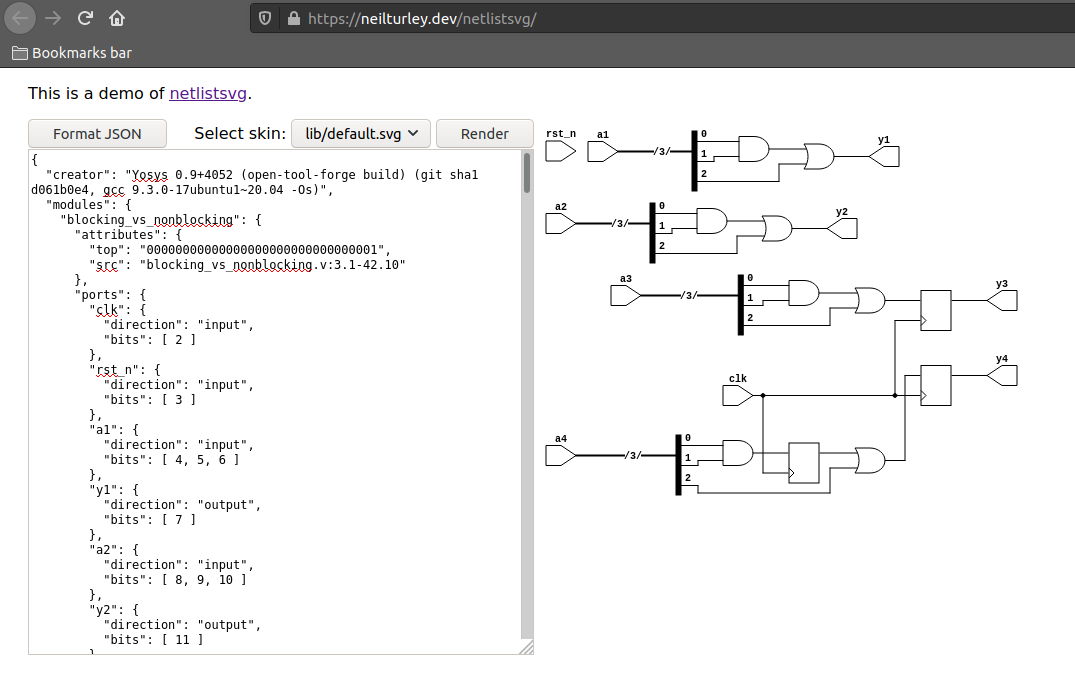 https://neilturley.dev/netlistsvg/
Bookmarks bar
This is a demo of netlistsvg.
Format JSON Select skin: lib/default.svg Render
{
"creator": "Yosys 0.9+4052 (open-tool-forge build) (git sha1
d061b0e4, gcc 9.3.0-17ubuntu1~20.04 -Os)",
"modules": {
"blocking_vs_nonblocking": {
"attributes": {
"top": "00000000000000000000000000000001",
"src": "blocking_vs_nonblocking.v:3.1-42.10"
},
"ports": {
"clk": {
"direction": "input",
"bits": [ 2 ]
},
"rst_n": {
"direction": "input",
"bits": [ 3 ]
},
"a1": {
"direction": "input",
"bits": [ 4, 5, 6 ]
},
"y1": {
"direction": "output",
"bits": [ 7 ]
},
"a2": {
"direction": "input",
"bits": [ 8, 9, 10 ]
},
"y2": {
"direction": "output",
"bits": [ 11 ]
}
rst_n a1 /3/ 0 1 2 y1
a2 /3/ 0 1 2 y2
a3 /3/ 0 1 2 y3
clk y4
a4 /3/ 0 1 2